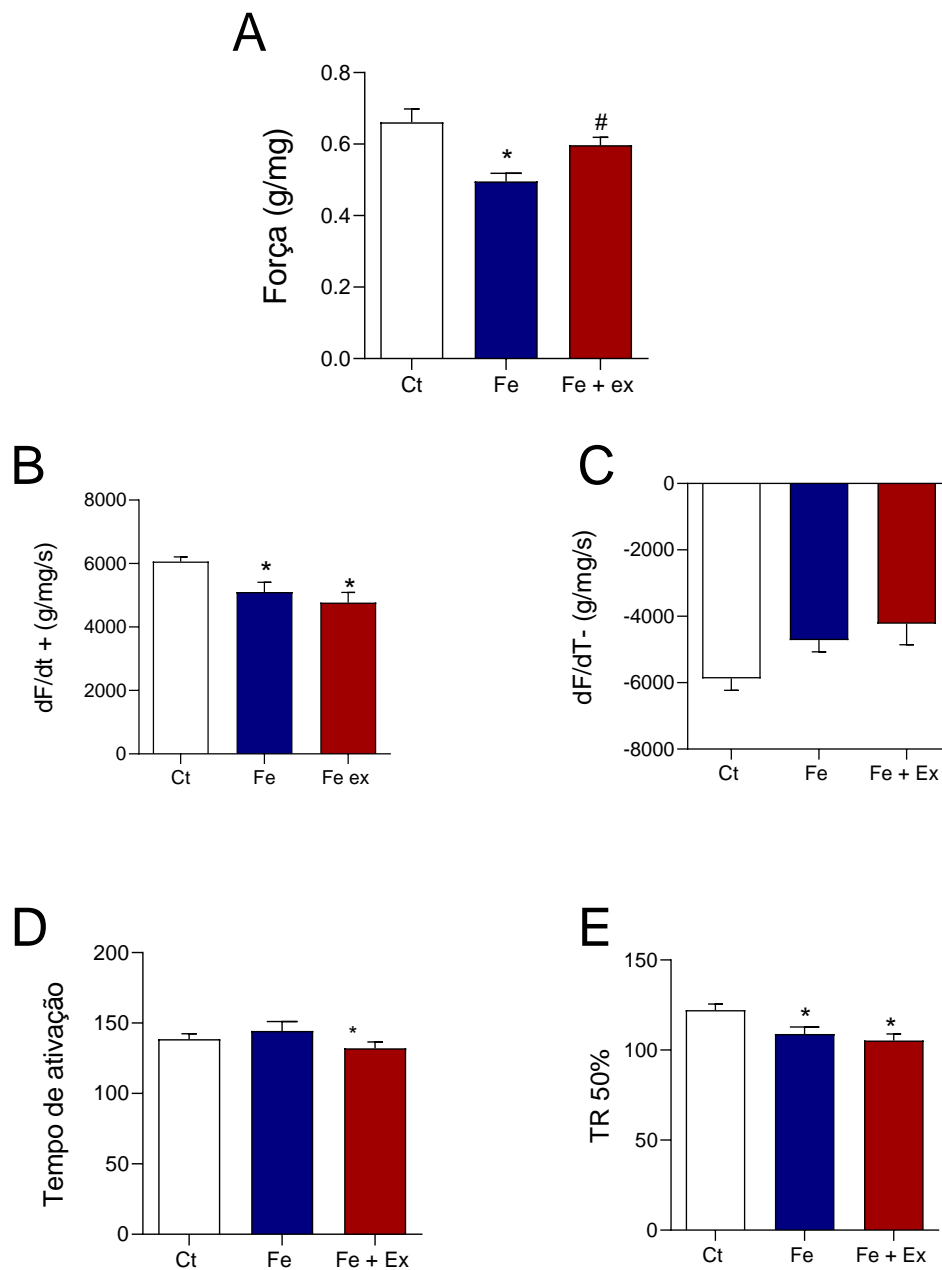 A
Força (g/mg)
0.8
0.6
0.4
0.2
0.0
*
#
Ct Fe Fe + ex
B
dF/dt + (g/mg/s)
8000
6000
4000
2000
0
*
*
Ct Fe Fe ex
C
dF/dT- (g/mg/s)
0
-2000
-4000
-6000
-8000
Ct Fe Fe + Ex
D
Tempo de ativação
200
150
100
50
0
*
Ct Fe Fe + Ex
E
TR 50%
150
100
50
0
*
*
Ct Fe Fe + Ex